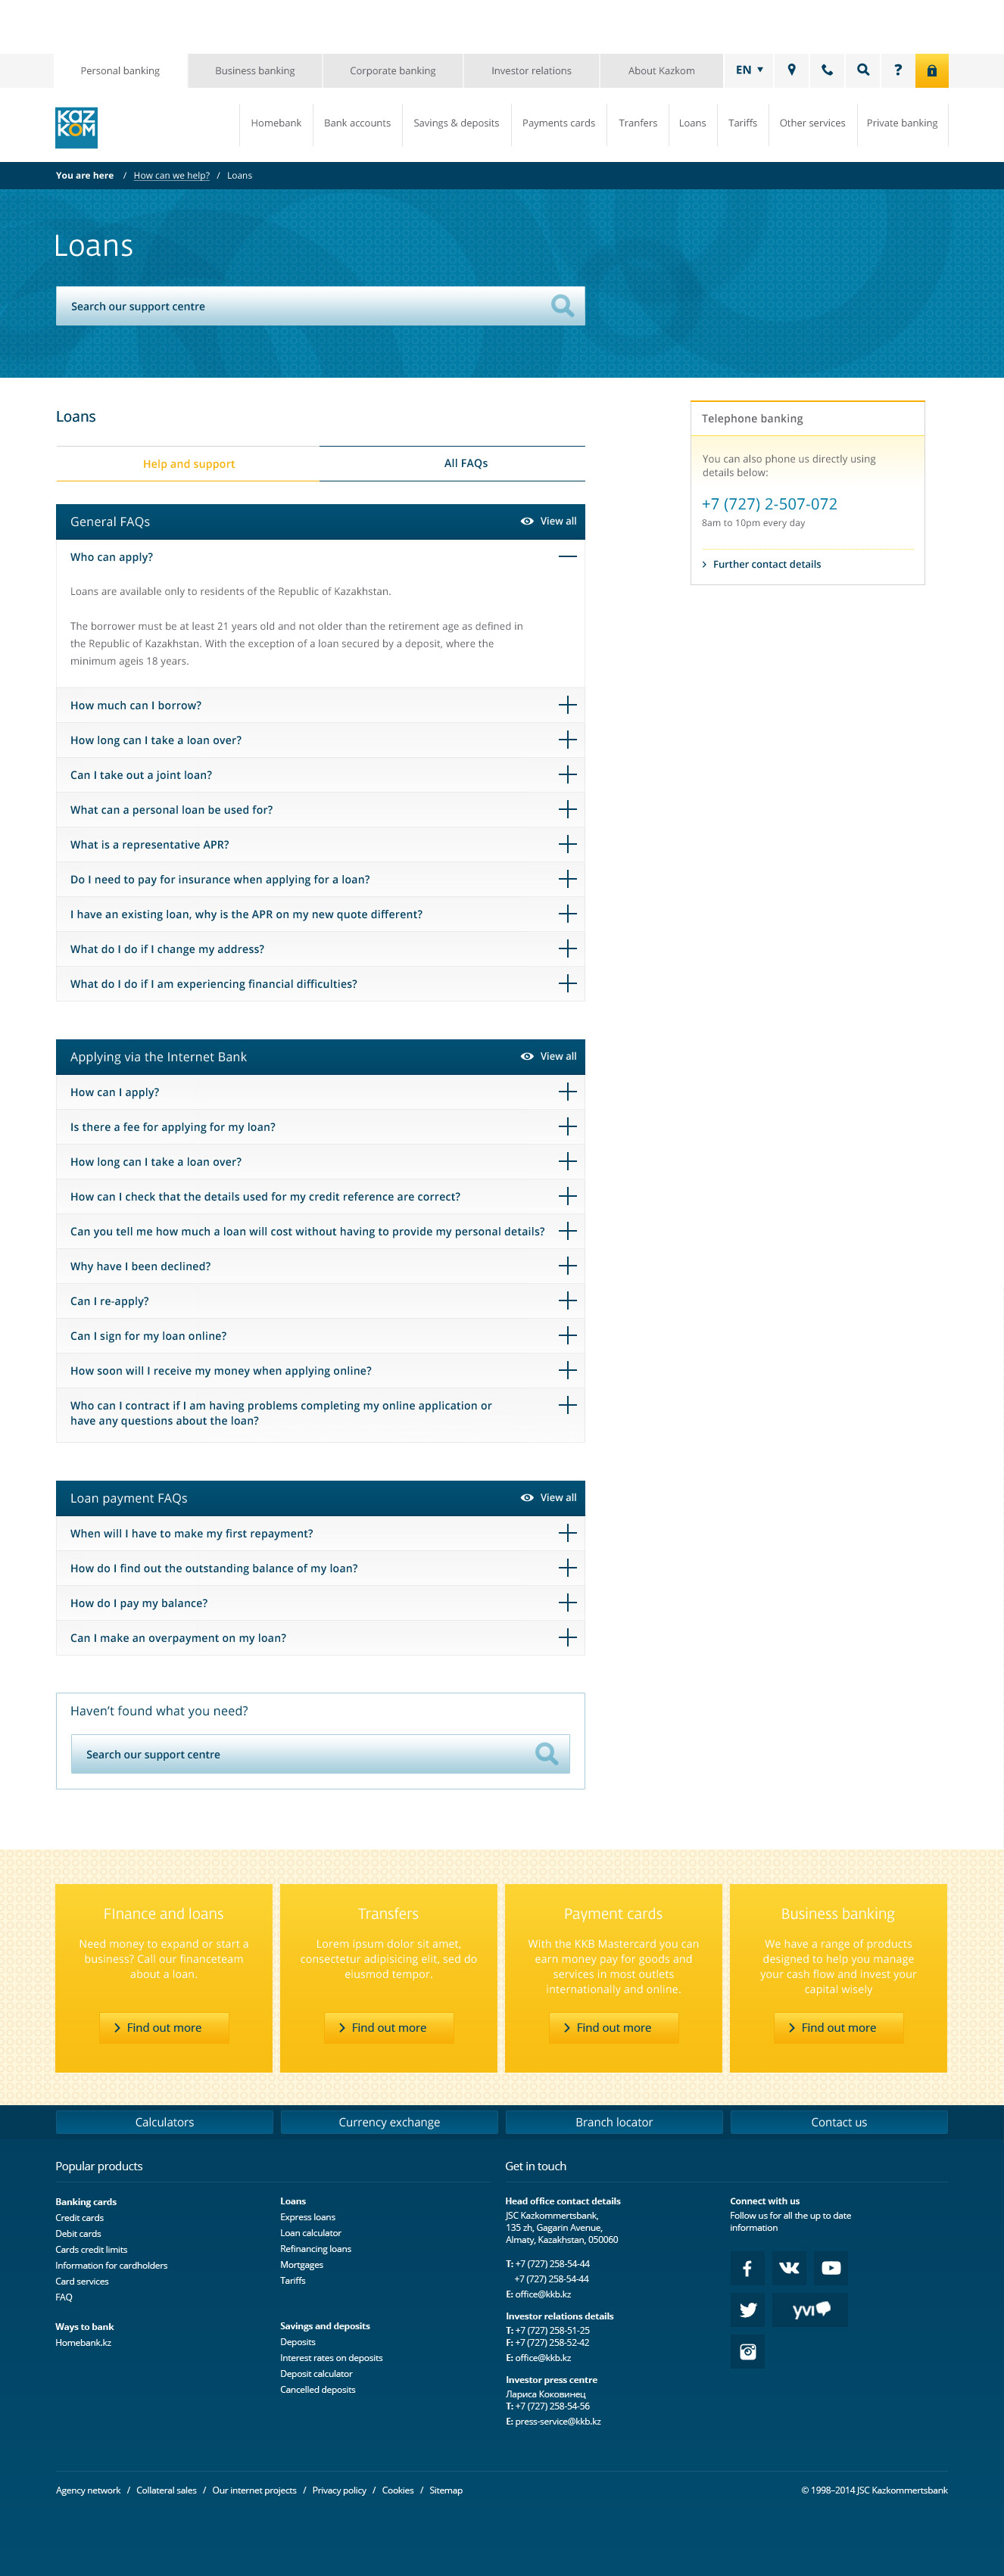 Personal banking
Business banking
Corporate banking
Investor relations
About Kazkom
EN
?
KAZ
KOM
Homebank
Bank accounts
Savings & deposits
Payments cards
Tranfers
Loans
Tariffs
Other services
Private banking
You are here / How can we help? / Loans
Loans
Search our support centre
Loans
Help and support
All FAQs
General FAQs
View all
Who can apply?
Loans are available only to residents of the Republic of Kazakhstan.
The borrower must be at least 21 years old and not older than the retirement age as defined in
the Republic of Kazakhstan. With the exception of a loan secured by a deposit, where the
minimum ageis 18 years.
How much can I borrow?
How long can I take a loan over?
Can I take out a joint loan?
What can a personal loan be used for?
What is a representative APR?
Do I need to pay for insurance when applying for a loan?
I have an existing loan, why is the APR on my new quote different?
What do I do if I change my address?
What do I do if I am experiencing financial difficulties?
Telephone banking
You can also phone us directly using
details below:
+7 (727) 2-507-072
8am to 10pm every day
Further contact details
Applying via the Internet Bank
View all
How can I apply?
Is there a fee for applying for my loan?
How long can I take a loan over?
How can I check that the details used for my credit reference are correct?
Can you tell me how much a loan will cost without having to provide my personal details?
Why have I been declined?
Can I re-apply?
Can I sign for my loan online?
How soon will I receive my money when applying online?
Who can I contract if I am having problems completing my online application or
have any questions about the loan?
Loan payment FAQs
View all
When will I have to make my first repayment?
How do I find out the outstanding balance of my loan?
How do I pay my balance?
Can I make an overpayment on my loan?
Haven't found what you need?
Search our support centre
FInance and loans
Need money to expand or start a
business? Call our financeteam
about a loan.
Find out more
Transfers
Lorem ipsum dolor sit amet,
consectetur adipisicing elit, sed do
eiusmod tempor.
Find out more
Payment cards
With the KKB Mastercard you can
earn money pay for goods and
services in most outlets
internationally and online.
Find out more
Business banking
We have a range of products
designed to help you manage
your cash flow and invest your
capital wisely
Find out more
Calculators
Currency exchange
Branch locator
Contact us
Popular products
Banking cards
Credit cards
Debit cards
Cards credit limits
Information for cardholders
Card services
FAQ
Ways to bank
Homebank.kz
Loans
Express loans
Loan calculator
Refinancing loans
Mortgages
Tariffs
Savings and deposits
Deposits
Interest rates on deposits
Deposit calculator
Cancelled deposits
Get in touch
Head office contact details
JSC Kazkommertsbank,
135 zh, Gagarin Avenue,
Almaty, Kazakhstan, 050060
T: +7 (727) 258-54-44
+7 (727) 258-54-44
E: office@kkb.kz
Investor relations details
T: +7 (727) 258-51-25
F: +7 (727) 258-52-42
E: office@kkb.kz
Investor press centre
Лариса Коковинец
T: +7 (727) 258-54-56
E: press-service@kkb.kz
Connect with us
Follow us for all the up to date
information
yvi
Agency network / Collateral sales / Our internet projects / Privacy policy / Cookies / Sitemap
© 1998–2014 JSC Kazkommertsbank